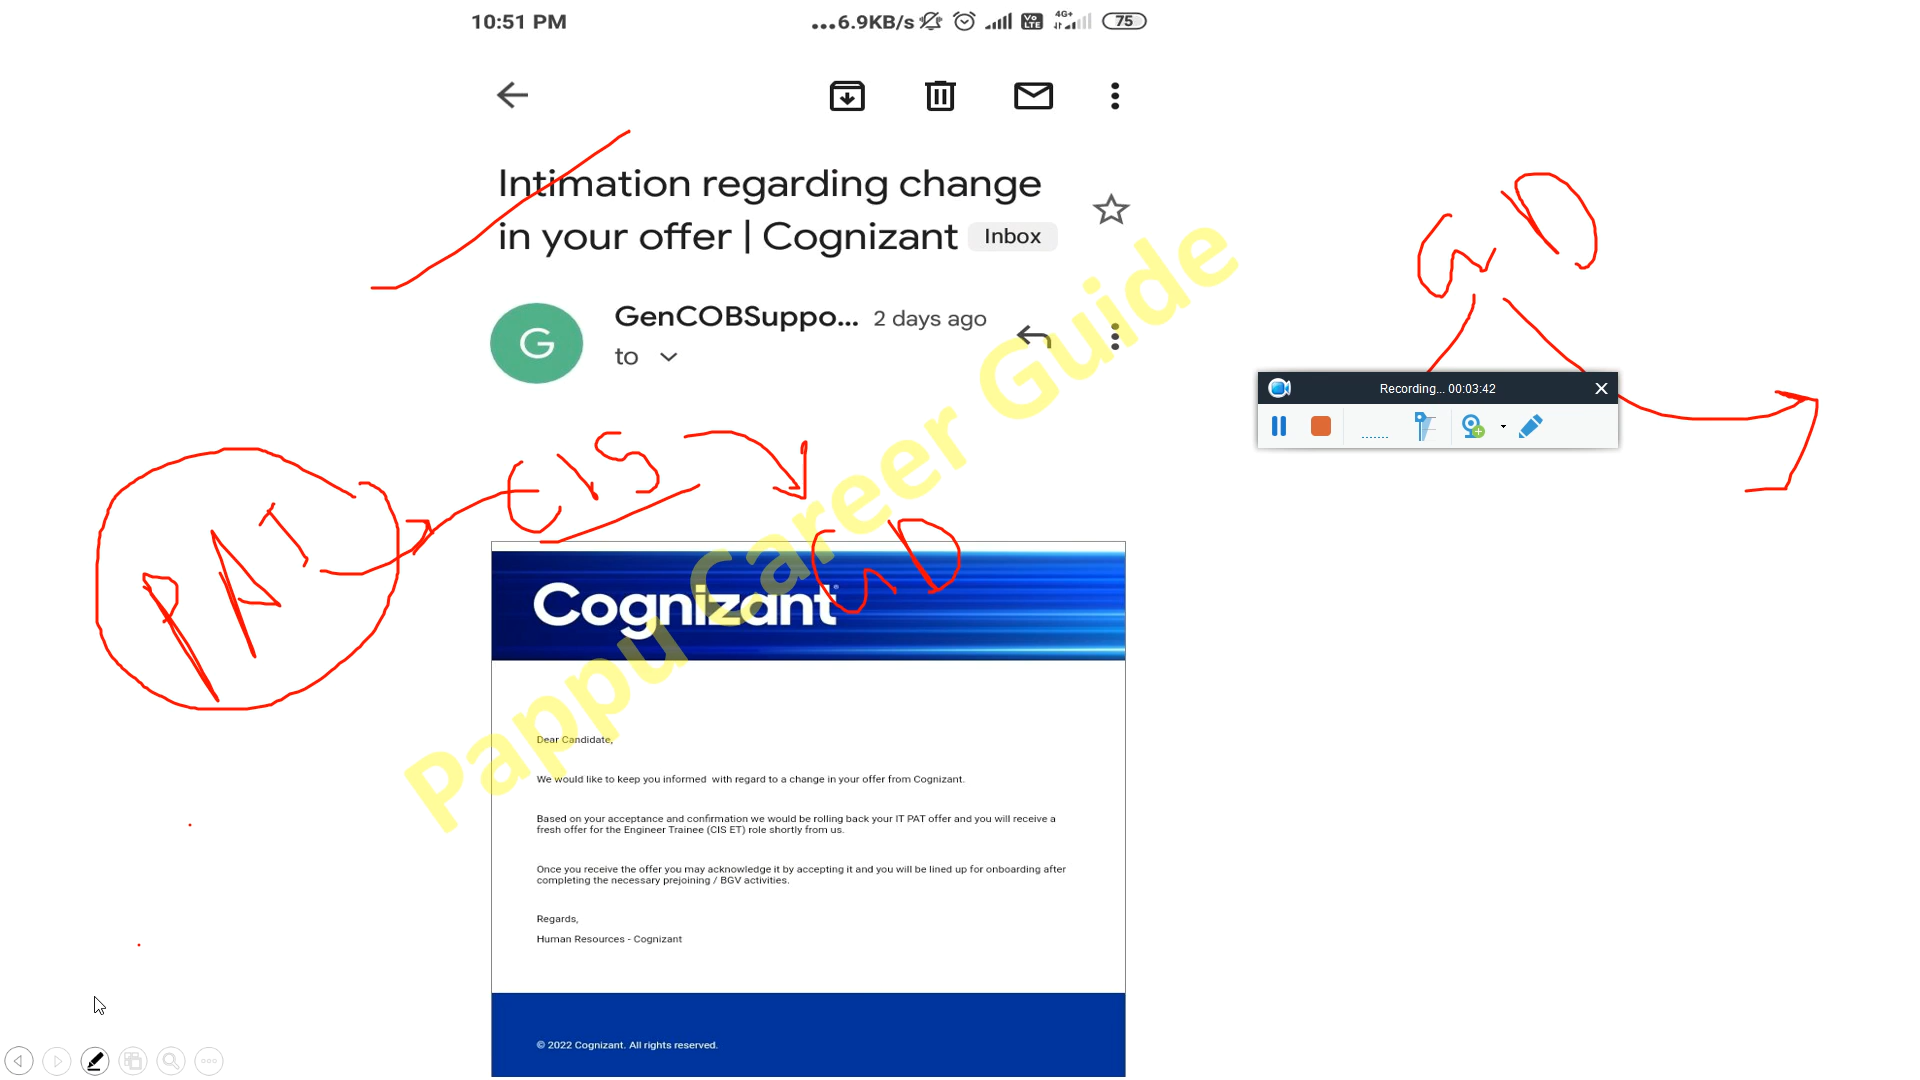 10:51 PM
...6.9KB/s
Vo LTE
4G+
75
Intimation regarding change
in your offer | Cognizant Inbox
G
GenCOBSuppo... 2 days ago
to
GD
Recording... 00:03:42
PAT
CIS
GD
Cognizant
Pappu Career Guide
Dear Candidate,
We would like to keep you informed with regard to a change in your offer from Cognizant.
Based on your acceptance and confirmation we would be rolling back your IT PAT offer and you will receive a
fresh offer for the Engineer Trainee (CIS ET) role shortly from us.
Once you receive the offer you may acknowledge it by accepting it and you will be lined up for onboarding after
completing the necessary prejoining / BGV activities.
Regards,
Human Resources - Cognizant
© 2022 Cognizant. All rights reserved.